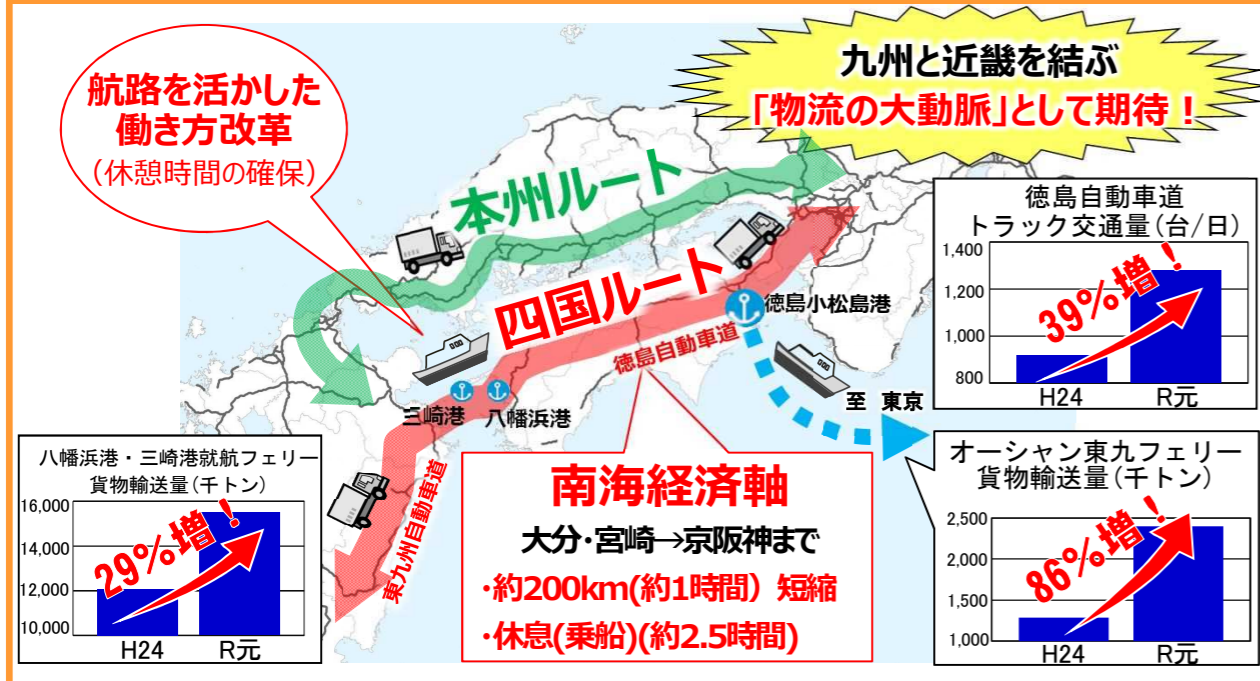 航路を活かした
働き方改革
(休憩時間の確保)
九州と近畿を結ぶ
「物流の大動脈」として期待！
本州ルート
四国ルート
徳島自動車道
徳島小松島港
至 東京
三崎港
八幡浜港
東九州自動車道
徳島自動車道
トラック交通量(台/日)
1,400
1,200
1,000
800
39%増！
H24 R元
八幡浜港・三崎港就航フェリー
貨物輸送量(千トン)
16,000
14,000
12,000
10,000
29%増！
H24 R元
南海経済軸
大分・宮崎→京阪神まで
・約200km(約1時間) 短縮
・休息(乗船)(約2.5時間)
オーシャン東九フェリー
貨物輸送量(千トン)
2,500
2,000
1,500
1,000
86%増！
H24 R元